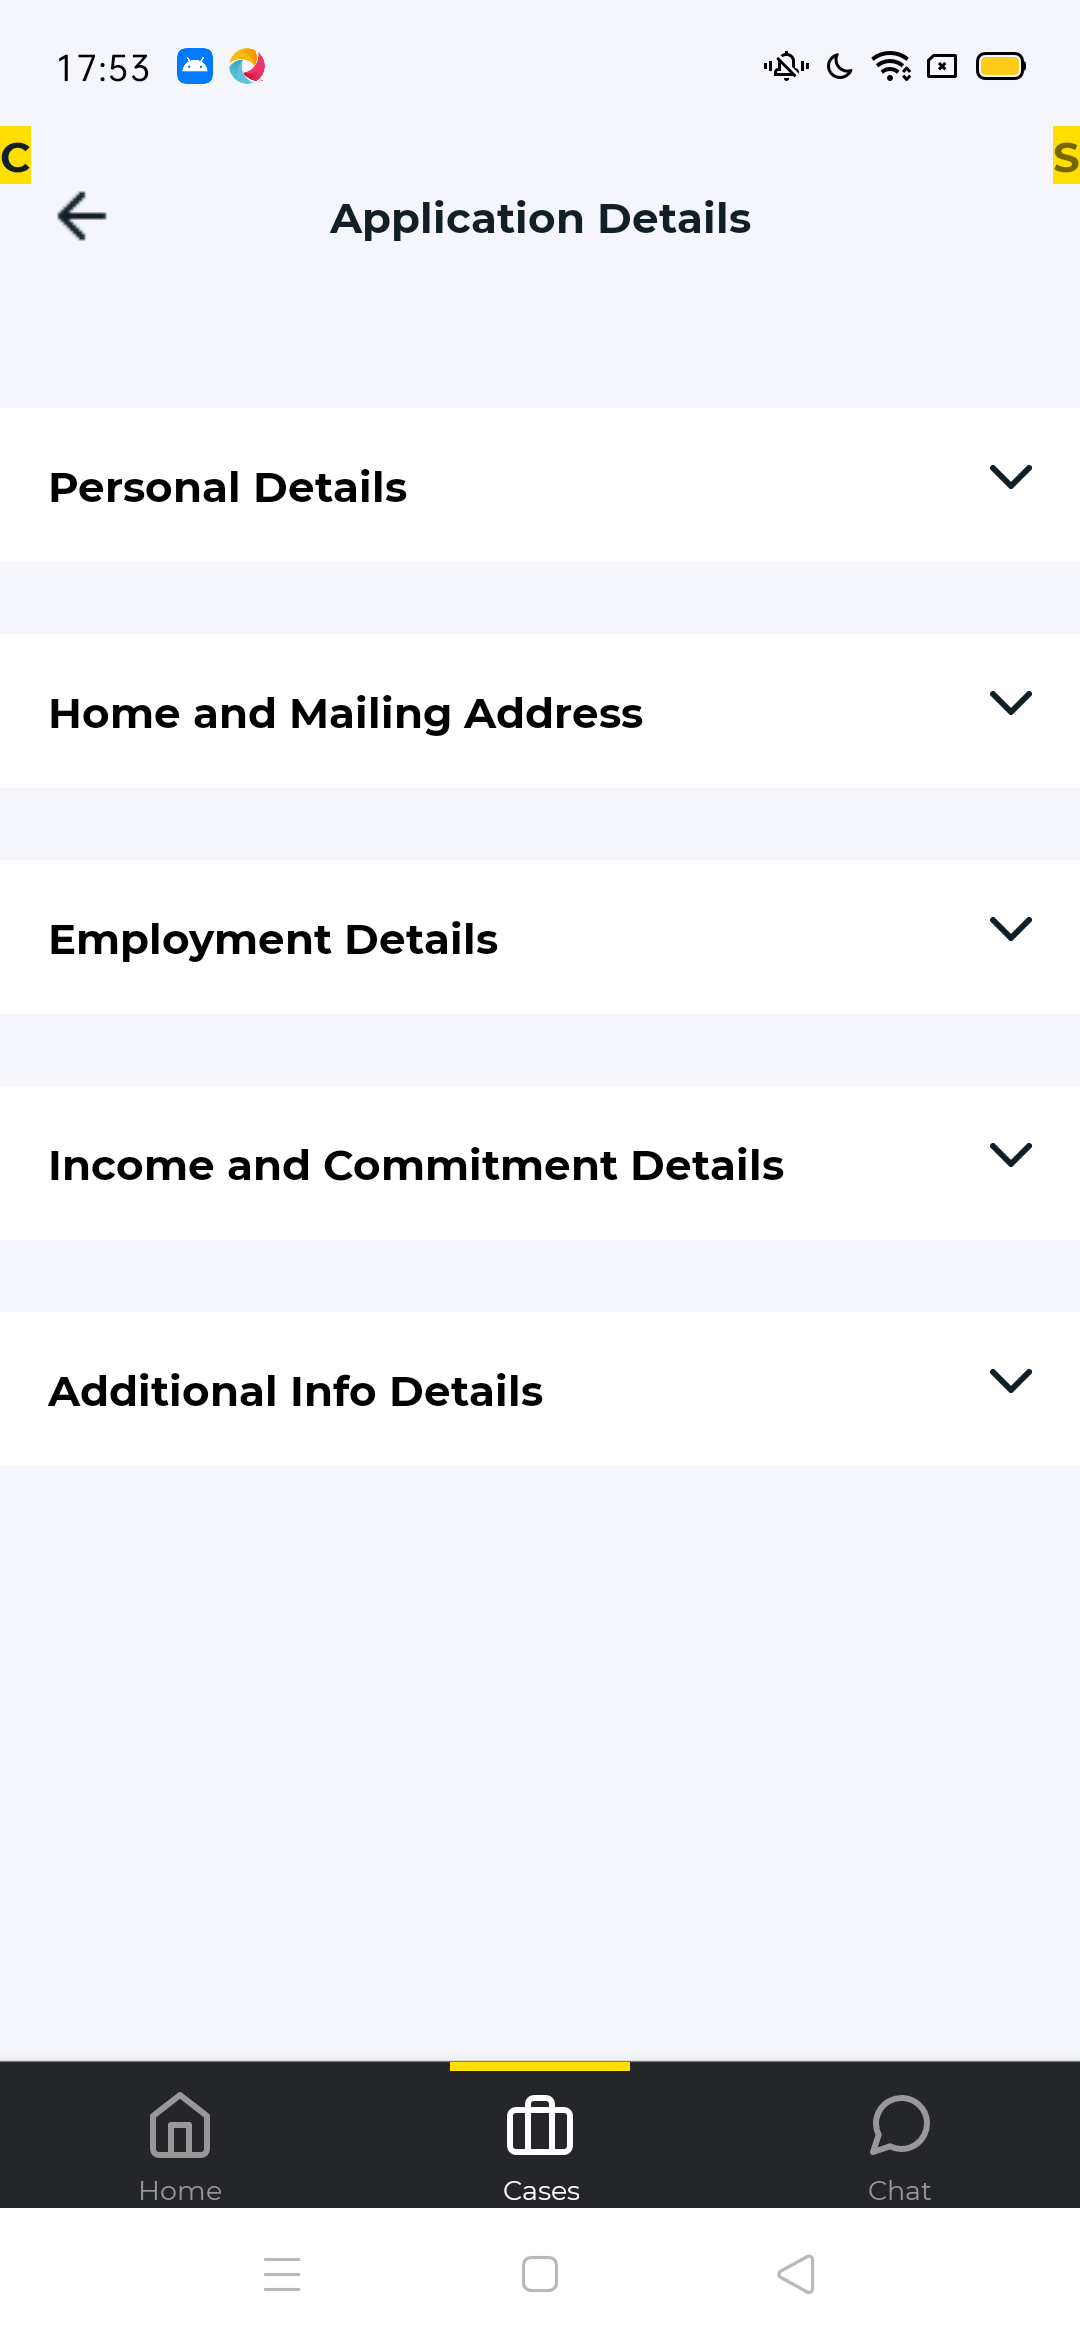 17:53
C
S
Application Details
Personal Details
Home and Mailing Address
Employment Details
Income and Commitment Details
Additional Info Details
Home
Cases
Chat